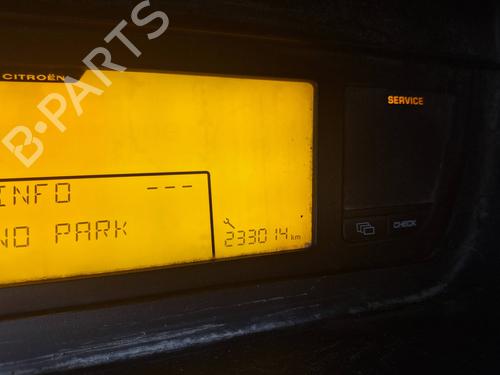 B-PARTS
CITROËN
SERVICE
INFO ---
NO PARK
233014 km
CHECK